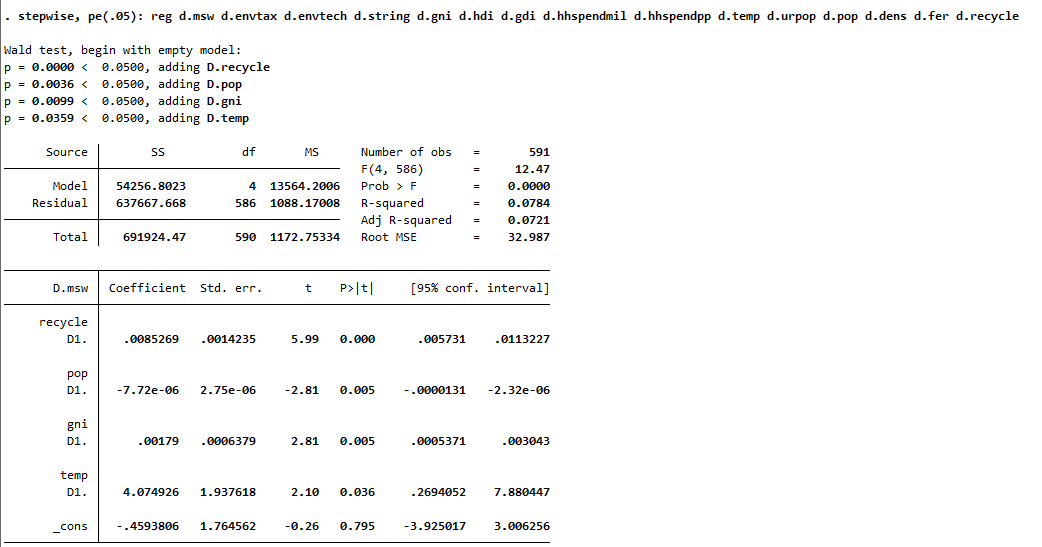 . stepwise, pe(.05): reg d.msw d.envtax d.envtech d.string d.gni d.hdi d.gdi d.hhspendmil d.hhspendpp d.temp d.urpop d.pop d.dens d.fer d.recycle
Wald test, begin with empty model:
p = 0.0000 <  0.0500, adding D.recycle
p = 0.0036 <  0.0500, adding D.pop
p = 0.0099 <  0.0500, adding D.gni
p = 0.0359 <  0.0500, adding D.temp
Source | SS df MS Number of obs = 591
F(4, 586) = 12.47
Model | 54256.8023 4 13564.2006 Prob > F = 0.0000
Residual | 637667.668 586 1088.17008 R-squared = 0.0784
Adj R-squared = 0.0721
Total | 691924.47 590 1172.75334 Root MSE = 32.987
D.msw | Coefficient Std. err. t P>|t| [95% conf. interval]
recycle
D1. | .0085269 .0014235 5.99 0.000 .005731 .0113227
pop
D1. | -7.72e-06 2.75e-06 -2.81 0.005 -.0000131 -2.32e-06
gni
D1. | .00179 .0006379 2.81 0.005 .0005371 .003043
temp
D1. | 4.074926 1.937618 2.10 0.036 .2694052 7.880447
_cons | -.4593806 1.764562 -0.26 0.795 -3.925017 3.006256